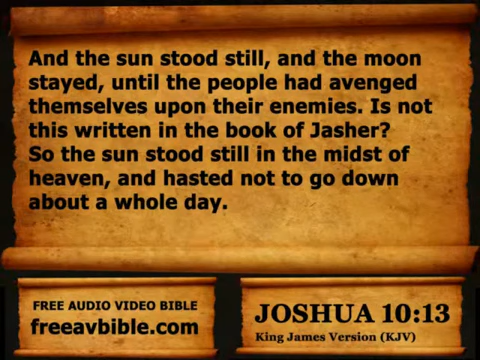 And the sun stood still, and the moon
stayed, until the people had avenged
themselves upon their enemies. Is not
this written in the book of Jasher?
So the sun stood still in the midst of
heaven, and hasted not to go down
about a whole day.
FREE AUDIO VIDEO BIBLE
freeavbible.com
JOSHUA 10:13
King James Version (KJV)